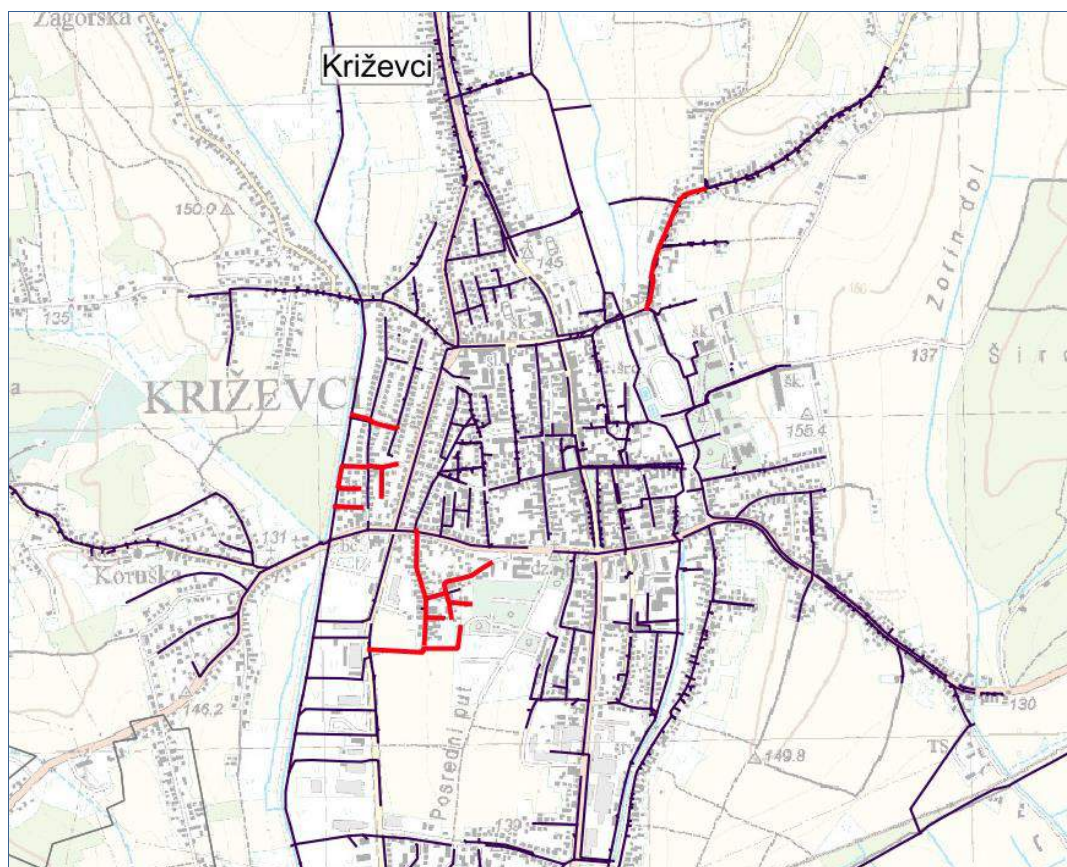 Zagorska
Križevci
150.0
145
Zorin dol
135
137
KRIŽEVCI
šk.
155.4
131
Koruška
146.2
130
TS
149.8
Posredni put
139